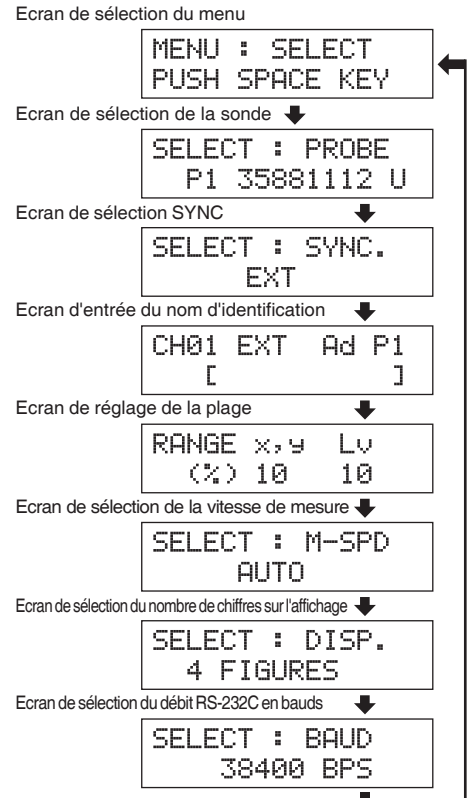 Ecran de sélection du menu
MENU : SELECT
PUSH SPACE KEY
Ecran de sélection de la sonde
SELECT : PROBE
P1 35881112 U
Ecran de sélection SYNC
SELECT : SYNC.
EXT
Ecran d'entrée du nom d'identification
CH01 EXT Ad P1
[ ]
Ecran de réglage de la plage
RANGE x,y Lv
(%) 10 10
Ecran de sélection de la vitesse de mesure
SELECT : M-SPD
AUTO
Ecran de sélection du nombre de chiffres sur l'affichage
SELECT : DISP.
4 FIGURES
Ecran de sélection du débit RS-232C en bauds
SELECT : BAUD
38400 BPS